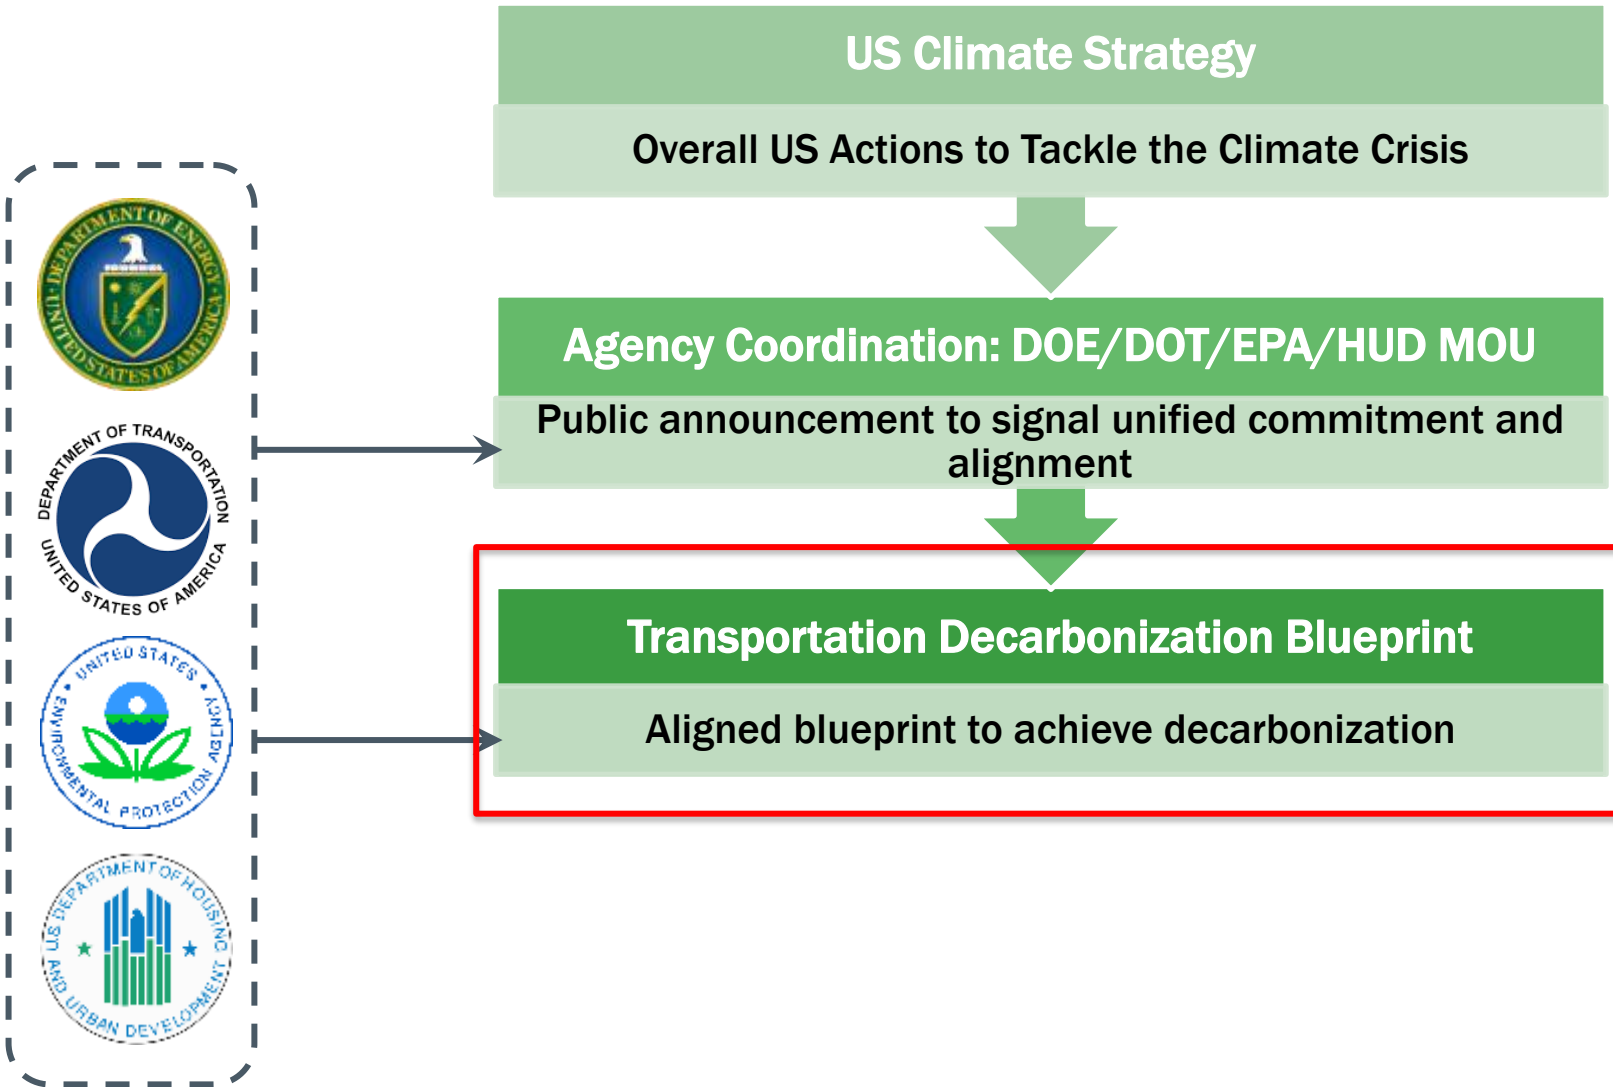 US Climate Strategy
Overall US Actions to Tackle the Climate Crisis
Agency Coordination: DOE/DOT/EPA/HUD MOU
Public announcement to signal unified commitment and
alignment
Transportation Decarbonization Blueprint
Aligned blueprint to achieve decarbonization
DEPARTMENT OF ENERGY
UNITED STATES OF AMERICA
DEPARTMENT OF TRANSPORTATION
UNITED STATES OF AMERICA
UNITED STATES
ENVIRONMENTAL PROTECTION AGENCY
U.S. DEPARTMENT OF HOUSING
AND URBAN DEVELOPMENT